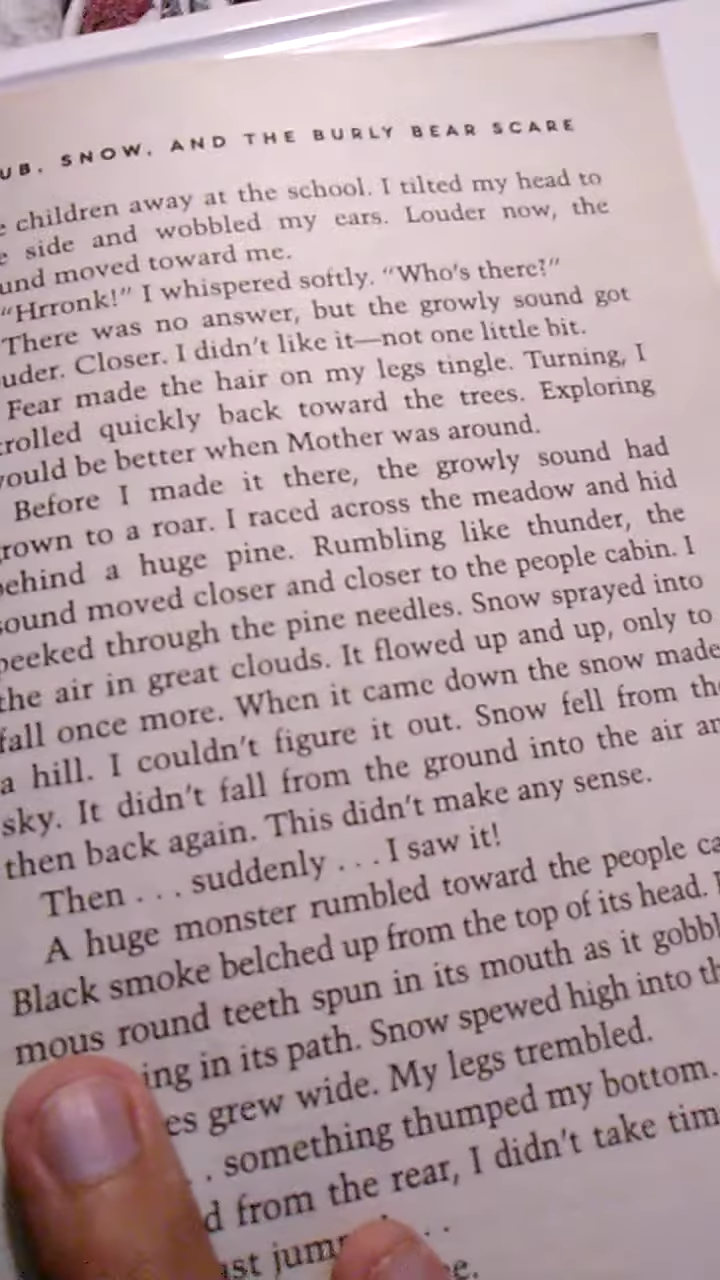 UB, SNOW, AND THE BURLY BEAR SCARE
e children away at the school. I tilted my head to
e side and wobbled my ears. Louder now, the
und moved toward me.
“Hrronk!” I whispered softly. “Who’s there?”
There was no answer, but the growly sound got
uder. Closer. I didn’t like it—not one little bit.
Fear made the hair on my legs tingle. Turning, I
rolled quickly back toward the trees. Exploring
ould be better when Mother was around.
Before I made it there, the growly sound had
rown to a roar. I raced across the meadow and hid
ehind a huge pine. Rumbling like thunder, the
sound moved closer and closer to the people cabin. I
peeked through the pine needles. Snow sprayed into
the air in great clouds. It flowed up and up, only to
fall once more. When it came down the snow made
a hill. I couldn’t figure it out. Snow fell from the
sky. It didn’t fall from the ground into the air an
then back again. This didn’t make any sense.
Then . . . suddenly . . . I saw it!
A huge monster rumbled toward the people ca
Black smoke belched up from the top of its head.
mous round teeth spun in its mouth as it gobbl
ing in its path. Snow spewed high into th
es grew wide. My legs trembled.
. . something thumped my bottom.
d from the rear, I didn’t take tim
st jum . .
e.